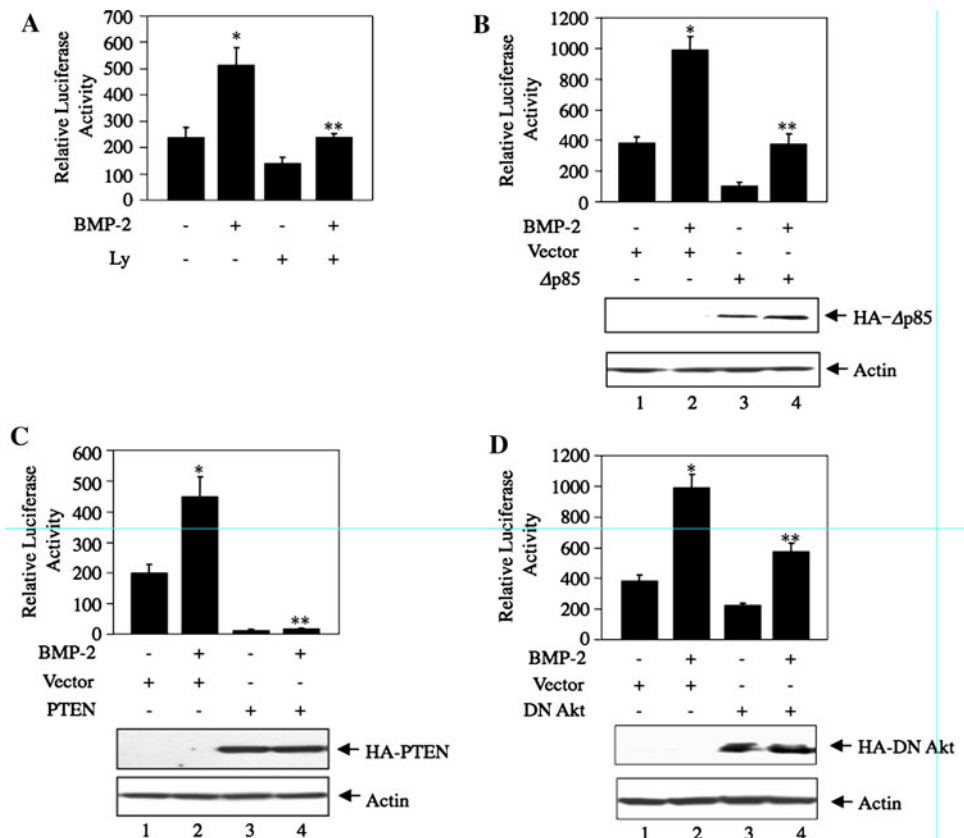 A
700
600
500
400
300
200
100
0
Relative Luciferase
Activity
*
**
BMP-2 - + - +
Ly - - + +
B
1200
1000
800
600
400
200
0
Relative Luciferase
Activity
*
**
BMP-2 - + - +
Vector + + - -
Δp85 - - + +
HA-Δp85
Actin
1 2 3 4
C
600
500
400
300
200
100
0
Relative Luciferase
Activity
*
**
BMP-2 - + - +
Vector + + - -
PTEN - - + +
HA-PTEN
Actin
1 2 3 4
D
1200
1000
800
600
400
200
0
Relative Luciferase
Activity
*
**
BMP-2 - + - +
Vector + + - -
DN Akt - - + +
HA-DN Akt
Actin
1 2 3 4